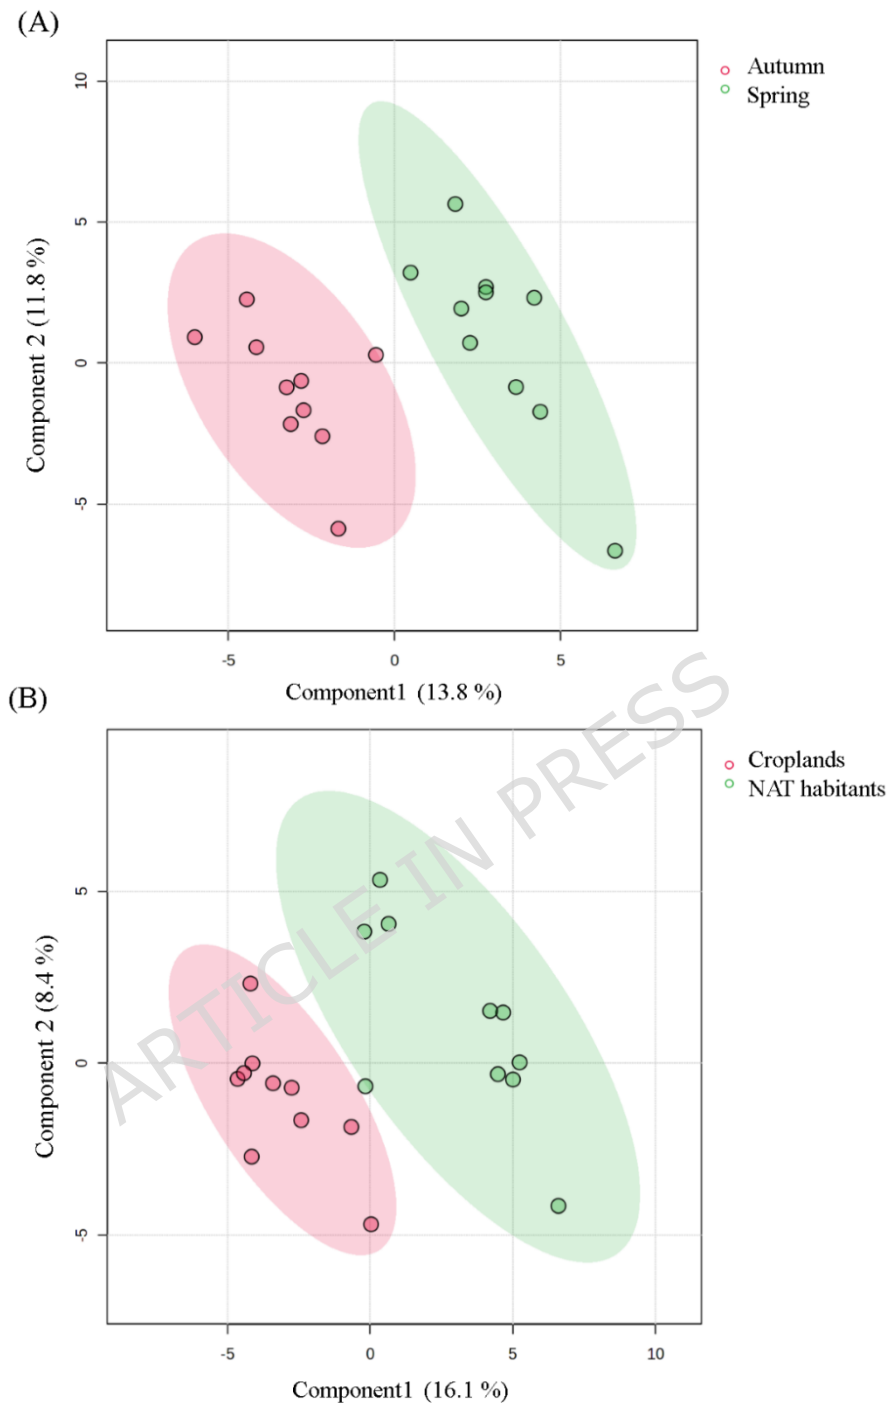 (A)
Autumn
Spring
10
5
0
-5
Component 2 (11.8 %)
-5
0
5
Component1 (13.8 %)
(B)
Croplands
NAT habitants
5
0
-5
Component 2 (8.4 %)
-5
0
5
10
Component1 (16.1 %)
ARTICLE IN PRESS